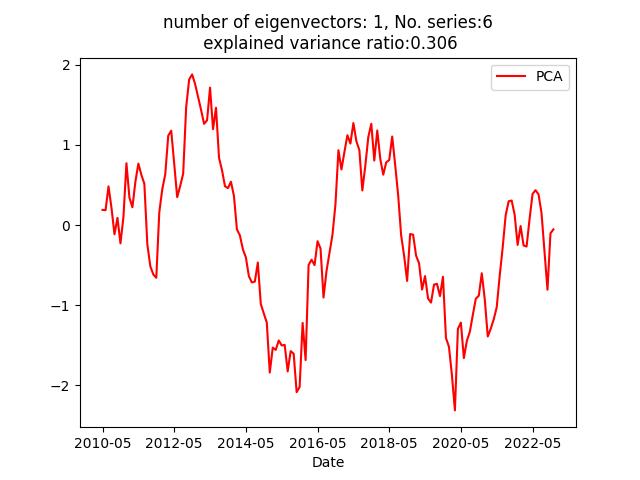 number of eigenvectors: 1, No. series:6
explained variance ratio:0.306
PCA
2
1
0
−1
−2
2010-05 2012-05 2014-05 2016-05 2018-05 2020-05 2022-05
Date